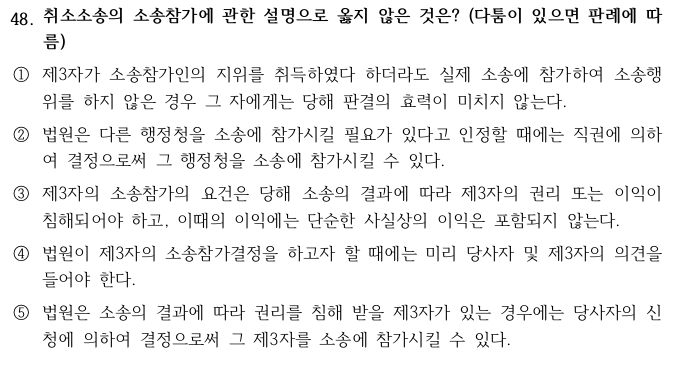 48. 취소소송의 소송참가에 관한 설명으로 옳지 않은 것은? (다툼이 있으면 판례에 따
름)
① 제3자가 소송참가인의 지위를 취득하였다 하더라도 실제 소송에 참가하여 소송행
위를 하지 않은 경우 그 자에게는 당해 판결의 효력이 미치지 않는다.
② 법원은 다른 행정청을 소송에 참가시킬 필요가 있다고 인정할 때에는 직권에 의하
여 결정으로써 그 행정청을 소송에 참가시킬 수 있다.
③ 제3자의 소송참가의 요건은 당해 소송의 결과에 따라 제3자의 권리 또는 이익이
침해되어야 하고, 이때의 이익에는 단순한 사실상의 이익은 포함되지 않는다.
④ 법원이 제3자의 소송참가결정을 하고자 할 때에는 미리 당사자 및 제3자의 의견을
들어야 한다.
⑤ 법원은 소송의 결과에 따라 권리를 침해 받을 제3자가 있는 경우에는 당사자의 신
청에 의하여 결정으로써 그 제3자를 소송에 참가시킬 수 있다.